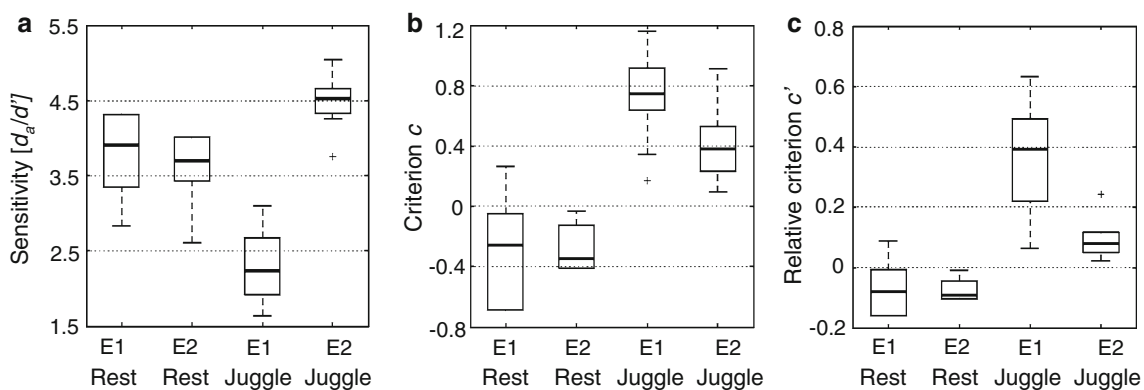 a
Sensitivity [da/d']
5.5
4.5
3.5
2.5
1.5
E1 E2 E1 E2
Rest Rest Juggle Juggle
b
Criterion c
1.2
0.8
0.4
0
-0.4
-0.8
E1 E2 E1 E2
Rest Rest Juggle Juggle
c
Relative criterion c'
0.8
0.6
0.4
0.2
0
-0.2
E1 E2 E1 E2
Rest Rest Juggle Juggle